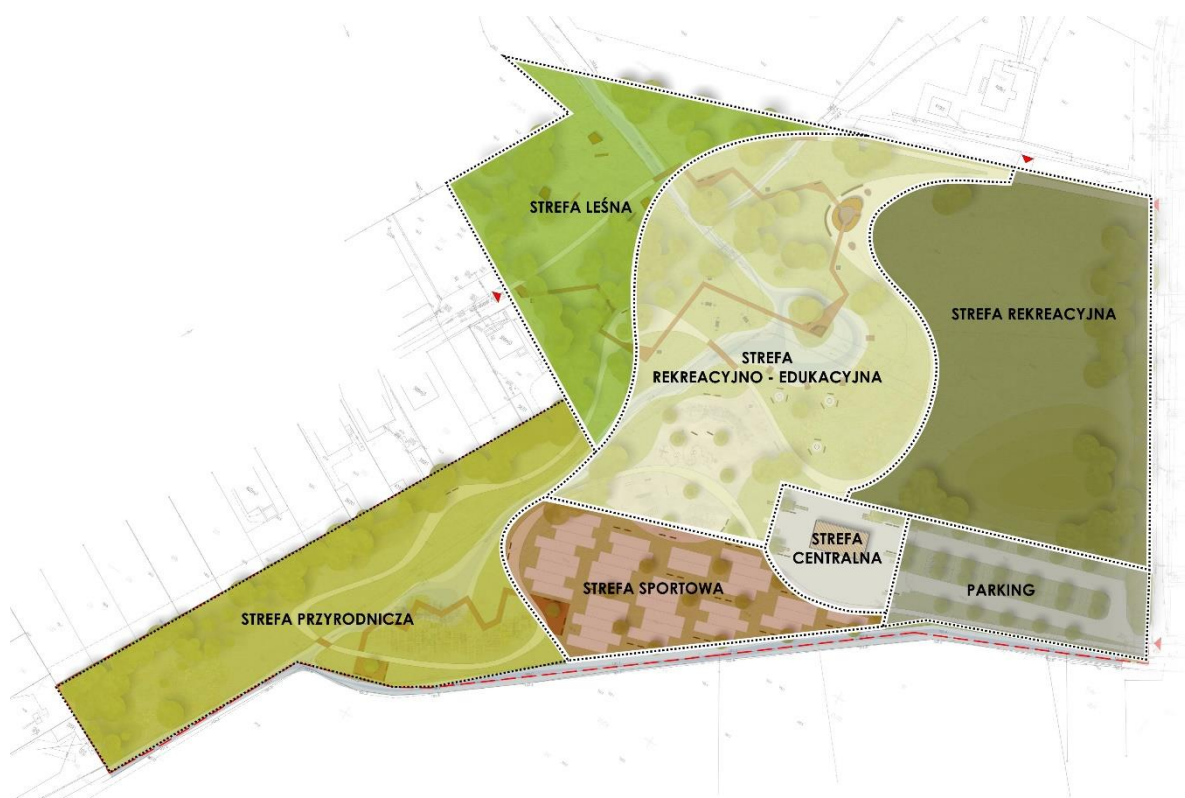 STREFA LEŚNA
STREFA REKREACYJNA
STREFA
REKREACYJNO - EDUKACYJNA
STREFA
CENTRALNA
STREFA SPORTOWA
PARKING
STREFA PRZYRODNICZA